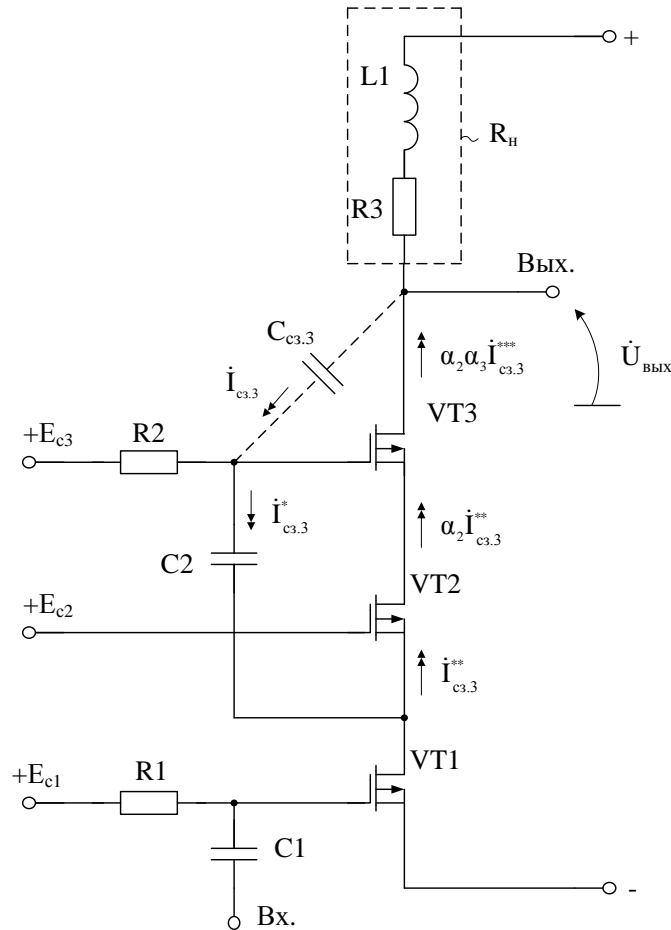 +
L1
Rн
R3
Вых.
Cсз.3
İсз.3
α₂α₃İ***сз.3
U̇вых
VT3
+Eс3
R2
İ*сз.3
α₂İ**сз.3
C2
VT2
+Eс2
İ**сз.3
+Eс1
R1
VT1
C1
-
Вх.